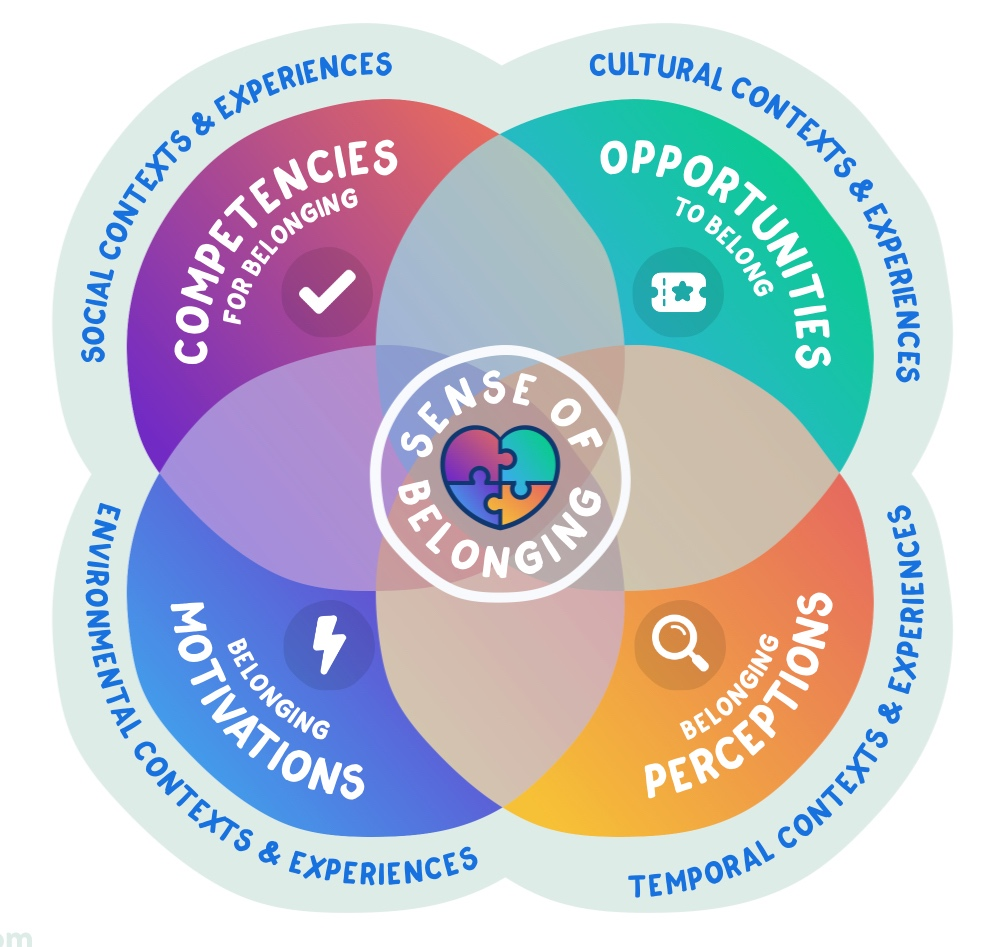 SOCIAL CONTEXTS & EXPERIENCES
CULTURAL CONTEXTS & EXPERIENCES
COMPETENCIES
FOR BELONGING
OPPORTUNITIES
TO BELONG
SENSE OF
BELONGING
BELONGING
MOTIVATIONS
BELONGING
PERCEPTIONS
ENVIRONMENTAL CONTEXTS & EXPERIENCES
TEMPORAL CONTEXTS & EXPERIENCES
om